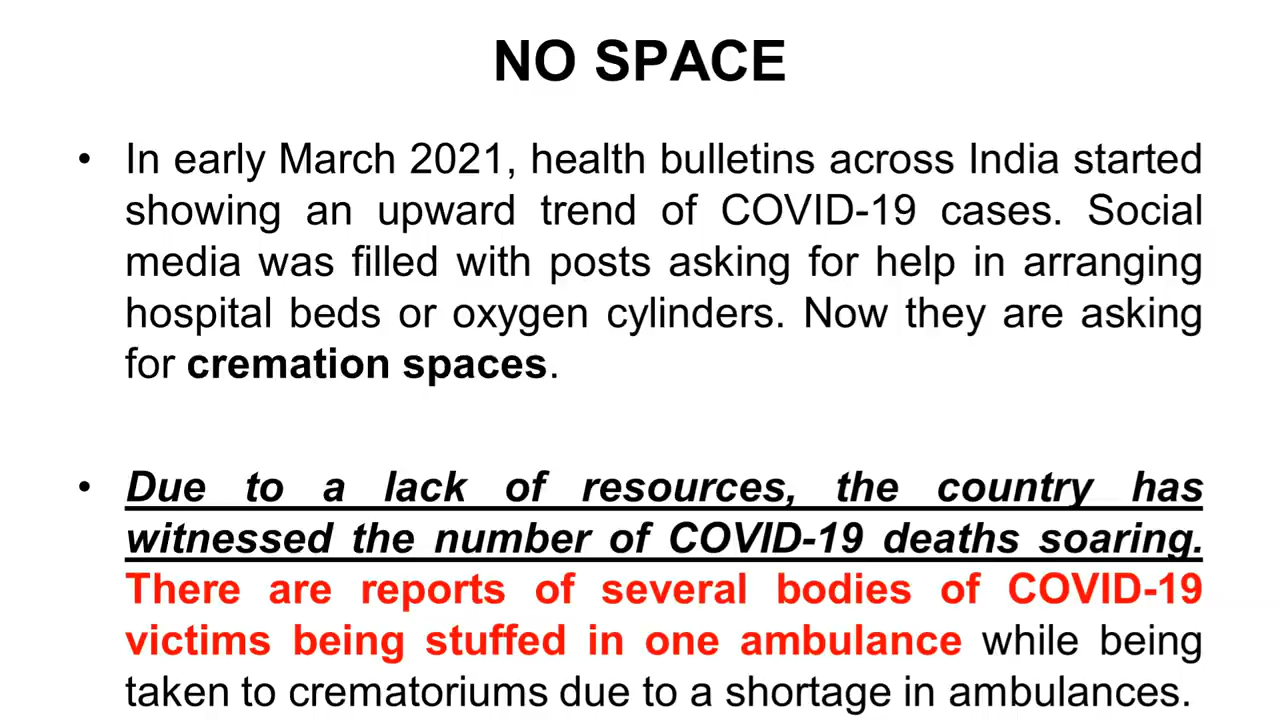 NO SPACE
• In early March 2021, health bulletins across India started
showing an upward trend of COVID-19 cases. Social
media was filled with posts asking for help in arranging
hospital beds or oxygen cylinders. Now they are asking
for cremation spaces.
• Due to a lack of resources, the country has
witnessed the number of COVID-19 deaths soaring.
There are reports of several bodies of COVID-19
victims being stuffed in one ambulance while being
taken to crematoriums due to a shortage in ambulances.